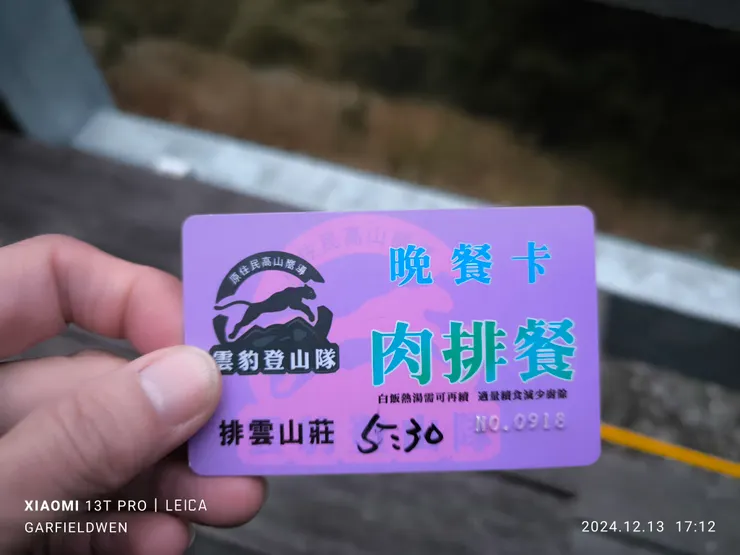 原住民高山嚮導
雲豹登山隊
晚餐卡
肉排餐
白飯熱湯需可再續 適量續食減少廚餘
排雲山莊 5:30 NO.0918
XIAOMI 13T PRO | LEICA
GARFIELDWEN
2024.12.13 17:12